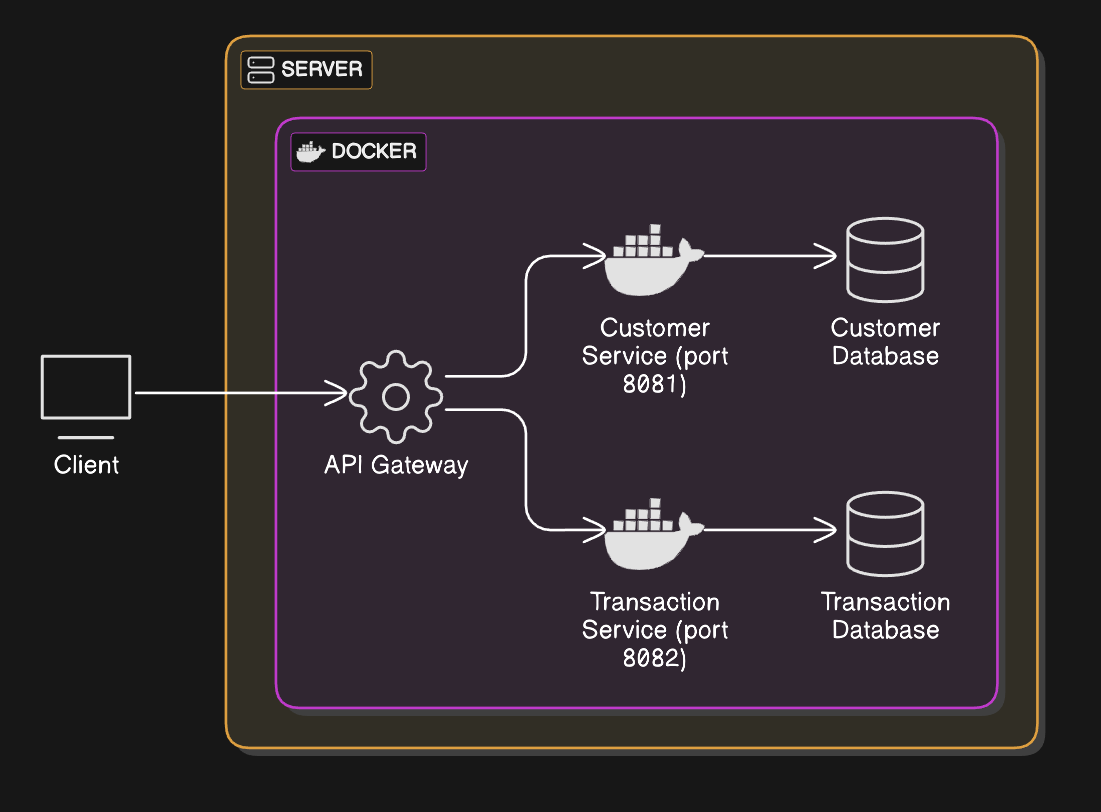 SERVER
DOCKER
Customer
Service (port
8081)
Customer
Database
Client
API Gateway
Transaction
Service (port
8082)
Transaction
Database